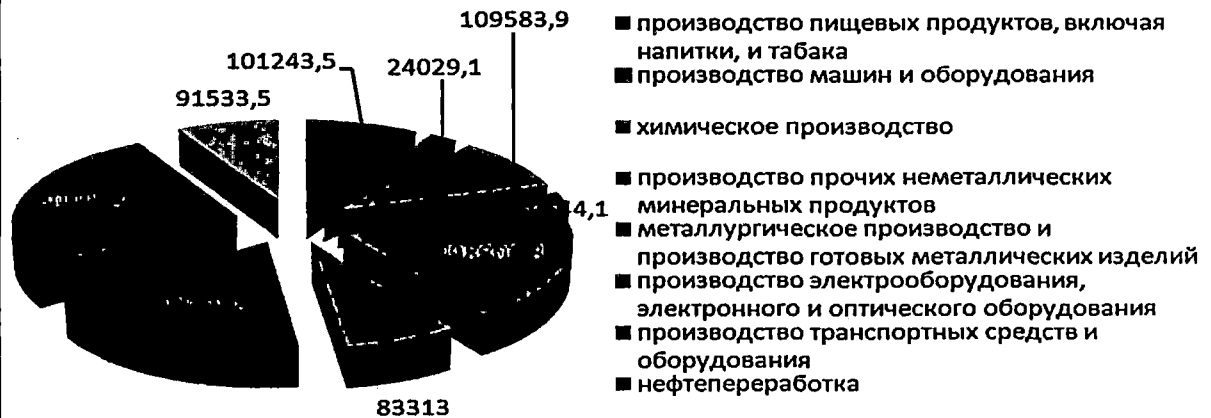 109583,9
101243,5
24029,1
91533,5
83313
производство пищевых продуктов, включая
напитки, и табака
производство машин и оборудования
химическое производство
производство прочих неметаллических
минеральных продуктов
металлургическое производство и
производство готовых металлических изделий
производство электрооборудования,
электронного и оптического оборудования
производство транспортных средств и
оборудования
нефтепереработка